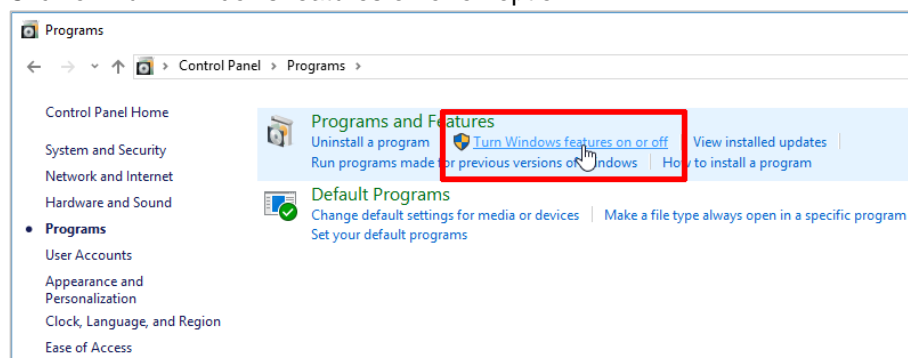 Programs
Control Panel > Programs >
Control Panel Home
System and Security
Network and Internet
Hardware and Sound
Programs
User Accounts
Appearance and
Personalization
Clock, Language, and Region
Ease of Access
Programs and Features
Uninstall a program Turn Windows features on or off View installed updates
Run programs made for previous versions of Windows How to install a program
Default Programs
Change default settings for media or devices Make a file type always open in a specific program
Set your default programs